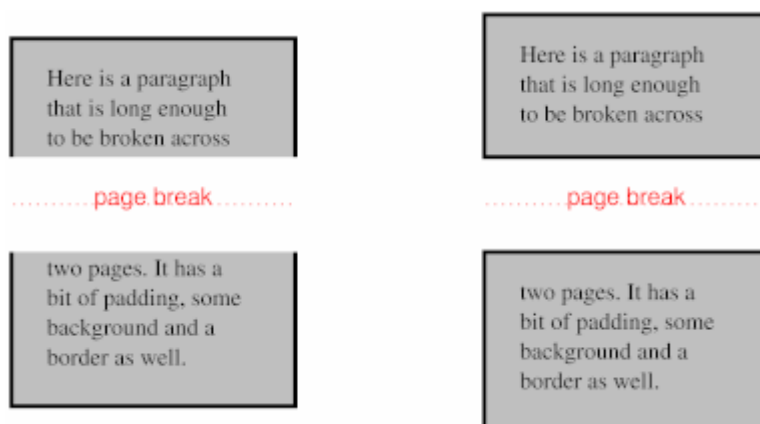 Here is a paragraph
that is long enough
to be broken across
page break
two pages. It has a
bit of padding, some
background and a
border as well.
Here is a paragraph
that is long enough
to be broken across
page break
two pages. It has a
bit of padding, some
background and a
border as well.